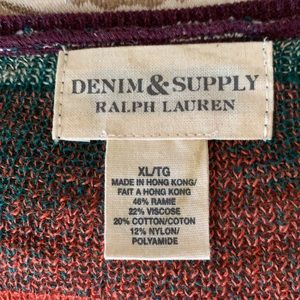 DENIM & SUPPLY
RALPH LAUREN
XL/TG
MADE IN HONG KONG/
FAIT A HONG KONG
46% RAMIE
22% VISCOSE
20% COTTON/COTON
12% NYLON/
POLYAMIDE